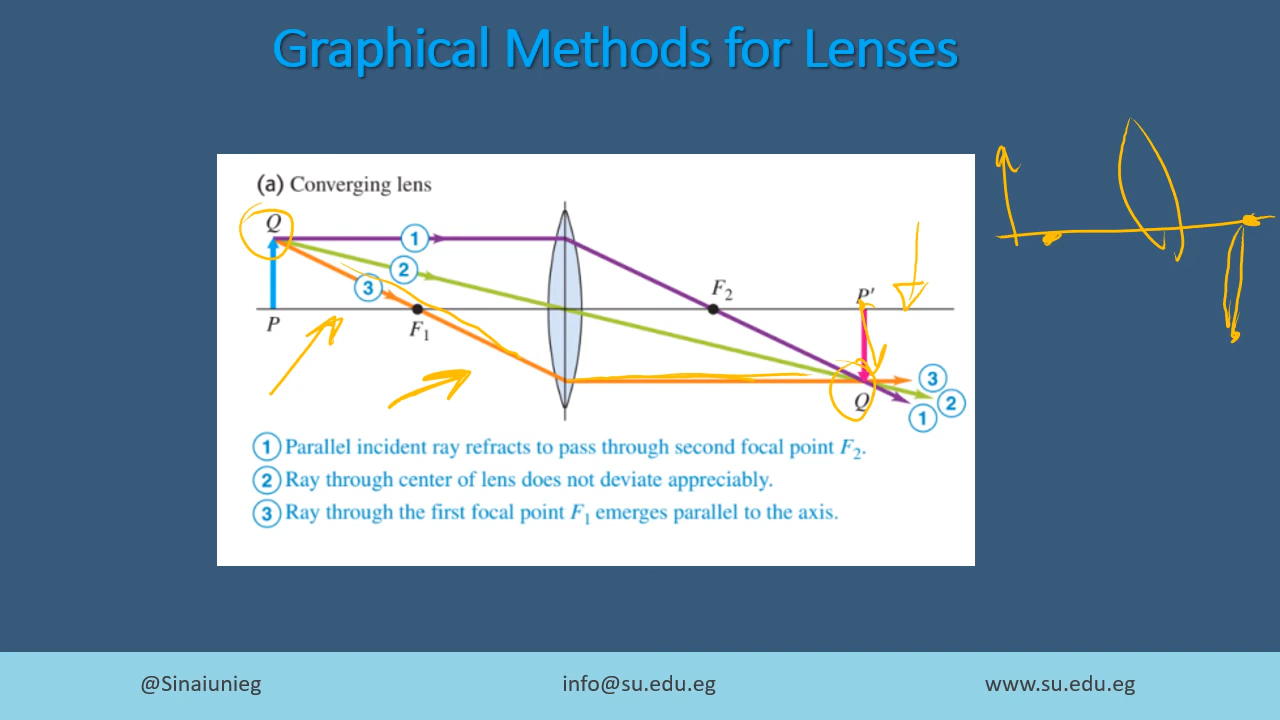 Graphical Methods for Lenses
(a) Converging lens
Q
1
2
3
F2
P'
P
F1
3
Q
2
1
1 Parallel incident ray refracts to pass through second focal point F2.
2 Ray through center of lens does not deviate appreciably.
3 Ray through the first focal point F1 emerges parallel to the axis.
@Sinaiunieg info@su.edu.eg www.su.edu.eg